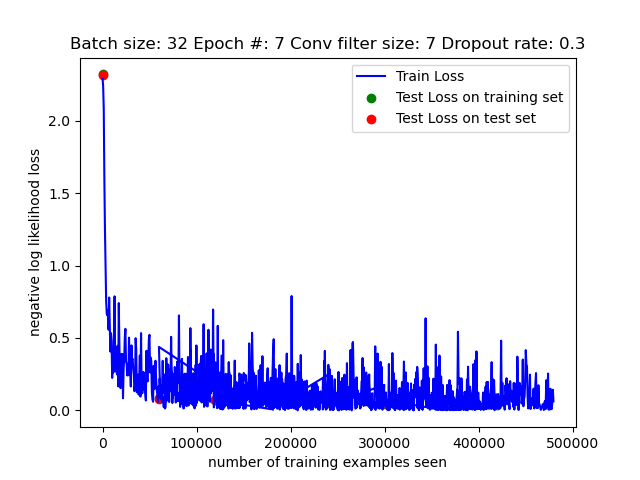 Batch size: 32 Epoch #: 7 Conv filter size: 7 Dropout rate: 0.3
Train Loss
Test Loss on training set
Test Loss on test set
negative log likelihood loss
2.0
1.5
1.0
0.5
0.0
0 100000 200000 300000 400000 500000
number of training examples seen